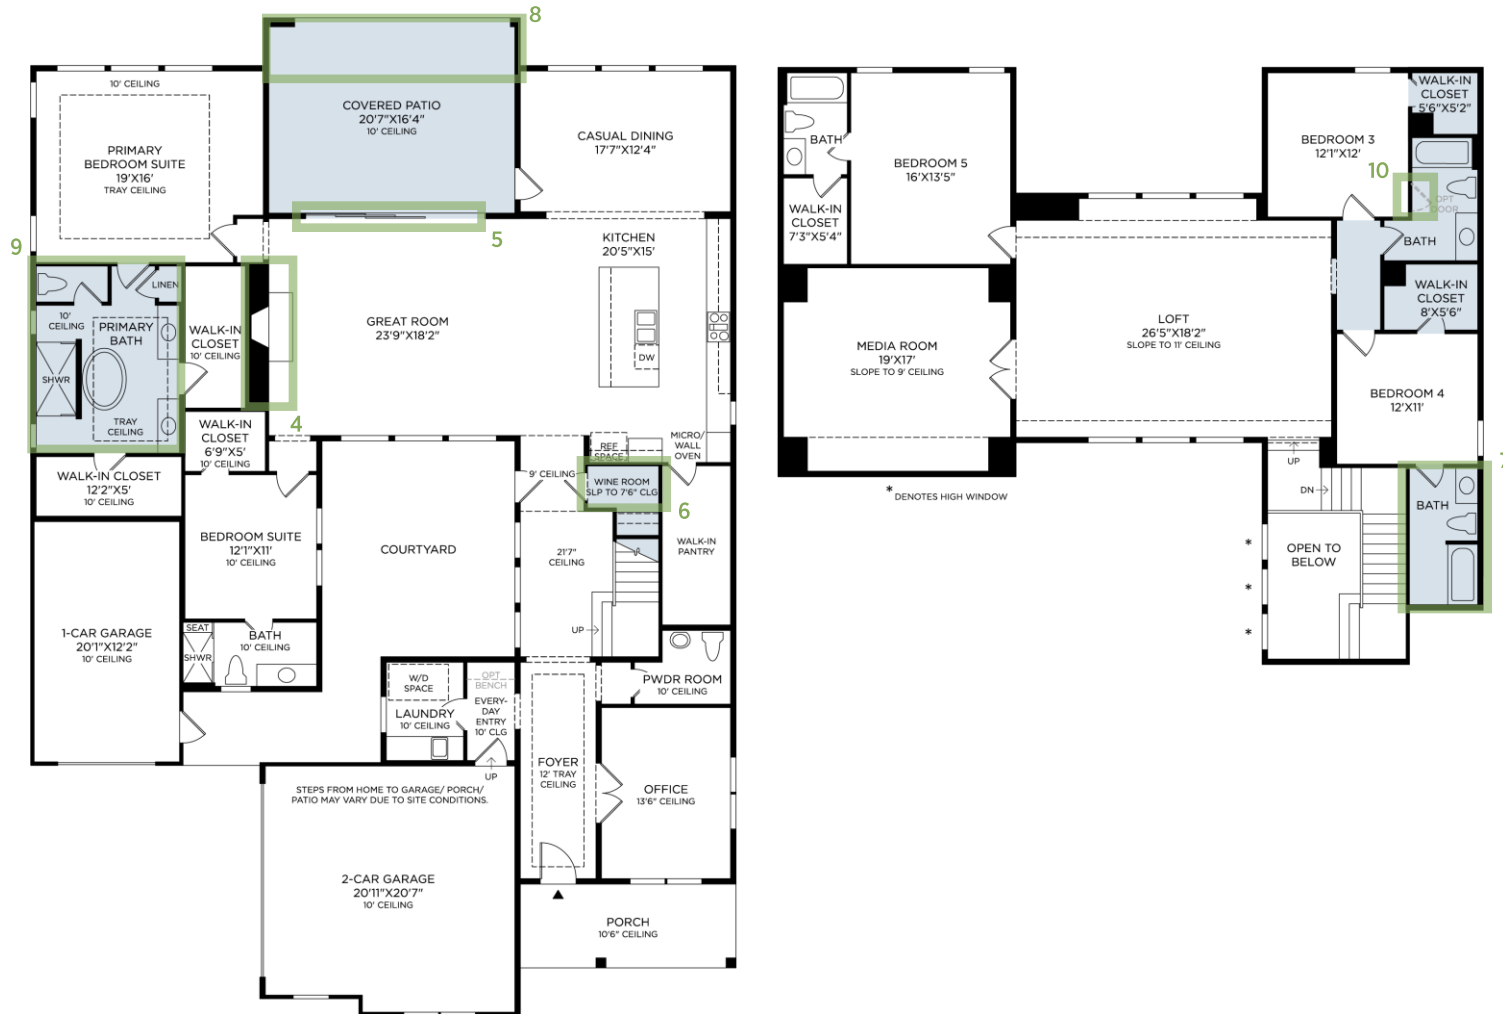 8
10' CEILING
PRIMARY
BEDROOM SUITE
19'X16'
TRAY CEILING
COVERED PATIO
20'7"X16'4"
10' CEILING
CASUAL DINING
17'7"X12'4"
5
KITCHEN
20'5"X15'
9
LINEN
10'
CEILING
PRIMARY
BATH
SHWR
TRAY
CEILING
WALK-IN
CLOSET
10' CEILING
GREAT ROOM
23'9"X18'2"
DW
4
WALK-IN
CLOSET
6'9"X5'
10' CEILING
REF
SPACE
MICRO/
WALL
OVEN
WALK-IN CLOSET
12'2"X5'
10' CEILING
9' CEILING
WINE ROOM
SLP TO 7'6" CLG
6
BEDROOM SUITE
12'1"X11'
10' CEILING
COURTYARD
21'7"
CEILING
WALK-IN
PANTRY
1-CAR GARAGE
20'1"X12'2"
10' CEILING
SEAT
SHWR
BATH
10' CEILING
UP
W/D
SPACE
OPT
BENCH
PWDR ROOM
10' CEILING
LAUNDRY
10' CEILING
EVERY-
DAY
ENTRY
10' CLG
UP
FOYER
12' TRAY
CEILING
OFFICE
13'6" CEILING
STEPS FROM HOME TO GARAGE/ PORCH/
PATIO MAY VARY DUE TO SITE CONDITIONS.
2-CAR GARAGE
20'11"X20'7"
10' CEILING
PORCH
10'6" CEILING
BATH
WALK-IN
CLOSET
7'3"X5'4"
BEDROOM 5
16'X13'5"
BEDROOM 3
12'1"X12'
WALK-IN
CLOSET
5'6"X5'2"
10
OPT
DOOR
BATH
WALK-IN
CLOSET
8'X5'6"
MEDIA ROOM
19'X17'
SLOPE TO 9' CEILING
LOFT
26'5"X18'2"
SLOPE TO 11' CEILING
BEDROOM 4
12'X11'
* DENOTES HIGH WINDOW
UP
DN
7
BATH
OPEN TO
BELOW
*
*
*